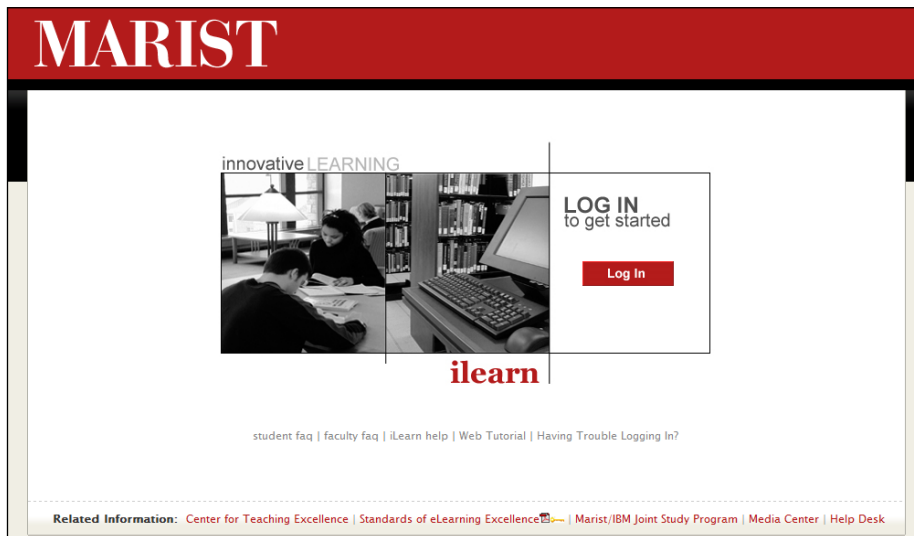 MARIST
innovative LEARNING
LOG IN
to get started
Log In
ilearn
student faq | faculty faq | iLearn help | Web Tutorial | Having Trouble Logging In?
Related Information: Center for Teaching Excellence | Standards of eLearning Excellence | Marist/IBM Joint Study Program | Media Center | Help Desk